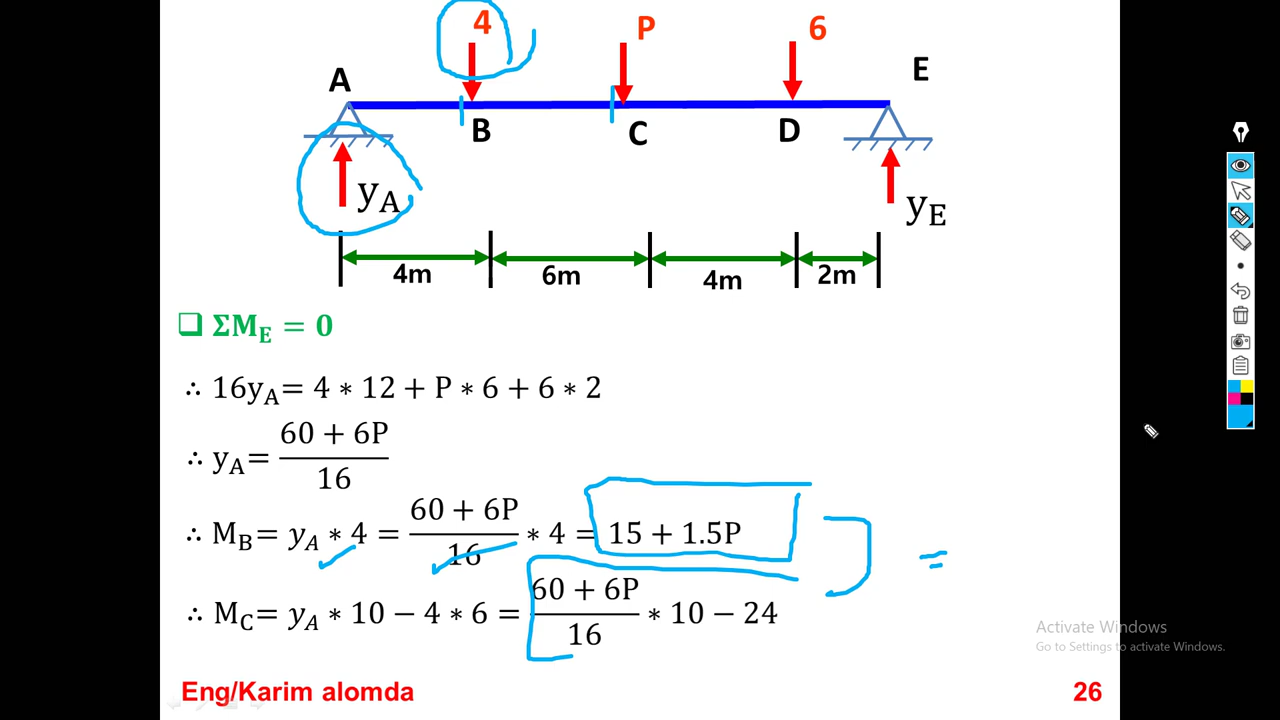 4 P 6
A E
B C D
yA yE
4m 6m 4m 2m
❑ ΣME = 0
∴ 16yA= 4 ∗ 12 + P ∗ 6 + 6 ∗ 2
∴ yA= 60 + 6P / 16
∴ MB= yA ∗ 4 = 60 + 6P / 16 ∗ 4 = 15 + 1.5P
=
∴ MC= yA ∗ 10 − 4 ∗ 6 = 60 + 6P / 16 ∗ 10 − 24
Activate Windows
Go to Settings to activate Windows.
Eng/Karim alomda 26